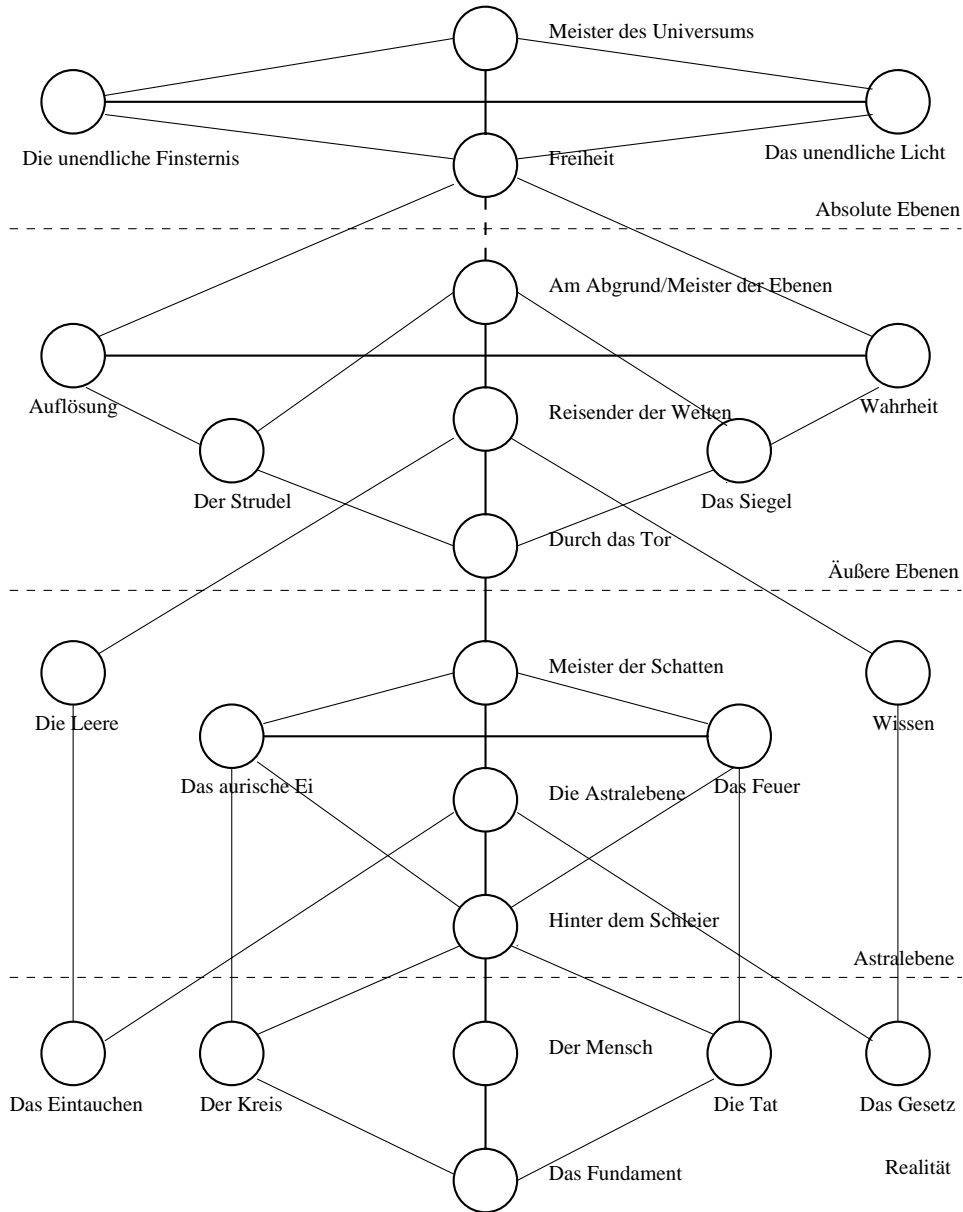 Meister des Universums
Die unendliche Finsternis
Freiheit
Das unendliche Licht
Absolute Ebenen
Am Abgrund/Meister der Ebenen
Auflösung
Reisender der Welten
Wahrheit
Der Strudel
Das Siegel
Durch das Tor
Äußere Ebenen
Meister der Schatten
Die Leere
Wissen
Das aurische Ei
Das Feuer
Die Astralebene
Hinter dem Schleier
Astralebene
Der Mensch
Das Eintauchen
Der Kreis
Die Tat
Das Gesetz
Das Fundament
Realität